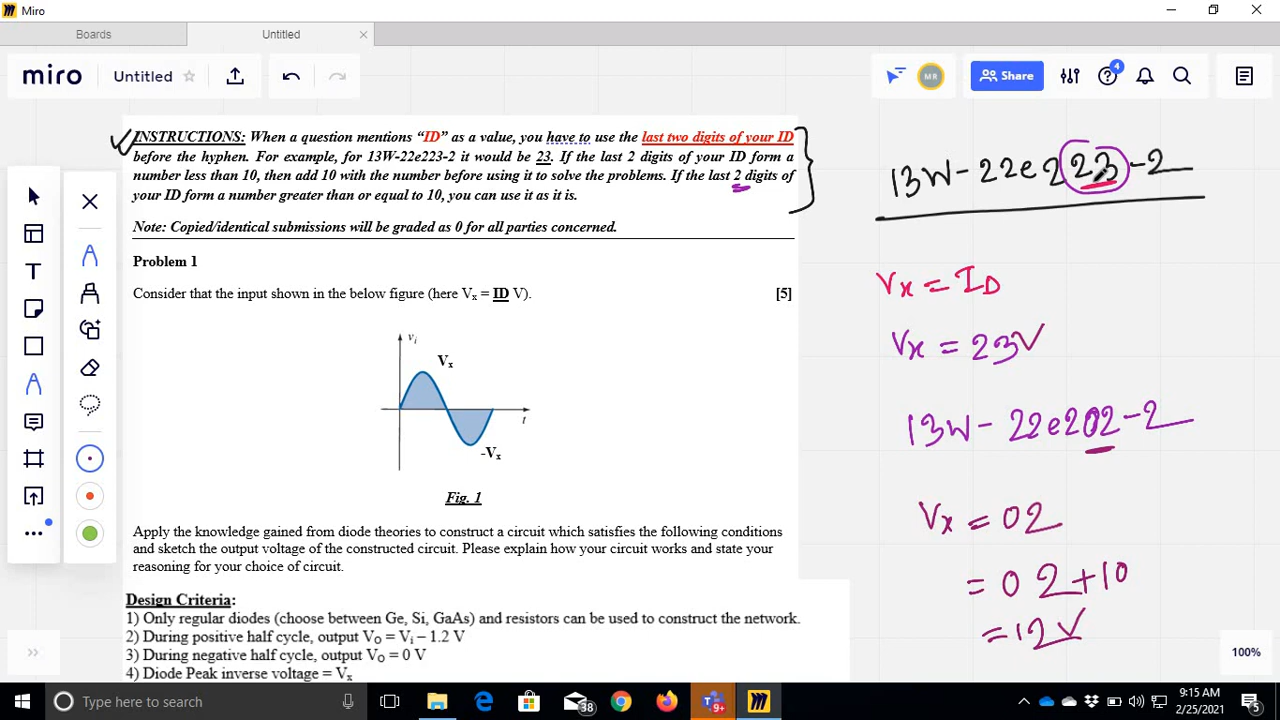 Miro
Boards
Untitled
miro
Untitled
MR
Share
4
INSTRUCTIONS: When a question mentions “ID” as a value, you have to use the last two digits of your ID
before the hyphen. For example, for 13W-22e223-2 it would be 23. If the last 2 digits of your ID form a
number less than 10, then add 10 with the number before using it to solve the problems. If the last 2 digits of
your ID form a number greater than or equal to 10, you can use it as it is.
Note: Copied/identical submissions will be graded as 0 for all parties concerned.
Problem 1
Consider that the input shown in the below figure (here Vx = ID V). [5]
vi
Vx
t
-Vx
Fig. 1
Apply the knowledge gained from diode theories to construct a circuit which satisfies the following conditions
and sketch the output voltage of the constructed circuit. Please explain how your circuit works and state your
reasoning for your choice of circuit.
Design Criteria:
1) Only regular diodes (choose between Ge, Si, GaAs) and resistors can be used to construct the network.
2) During positive half cycle, output VO = Vi – 1.2 V
3) During negative half cycle, output VO = 0 V
4) Diode Peak inverse voltage = Vx
13W-22e223-2
Vx = ID
Vx = 23V
13W-22e202-2
Vx = 02
= 02+10
= 12V
100%
Type here to search
38
9+
9:15 AM
2/25/2021
5